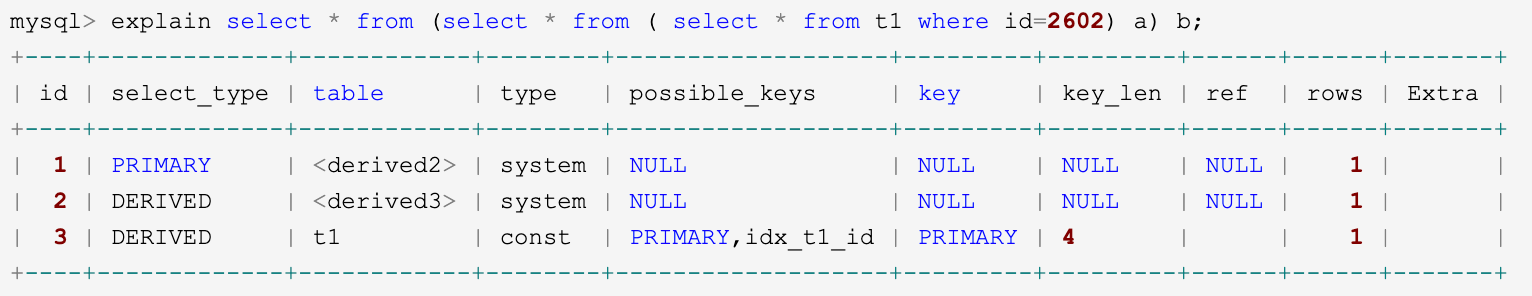 mysql> explain select * from (select * from ( select * from t1 where id=2602) a) b;
+----+-------------+------------+--------+-------------------+---------+---------+------+------+-------+
| id | select_type | table      | type   | possible_keys     | key     | key_len | ref  | rows | Extra |
+----+-------------+------------+--------+-------------------+---------+---------+------+------+-------+
|  1 | PRIMARY     | <derived2> | system | NULL              | NULL    | NULL    | NULL |    1 |       |
|  2 | DERIVED     | <derived3> | system | NULL              | NULL    | NULL    | NULL |    1 |       |
|  3 | DERIVED     | t1         | const  | PRIMARY,idx_t1_id | PRIMARY | 4       |      |    1 |       |
+----+-------------+------------+--------+-------------------+---------+---------+------+------+-------+